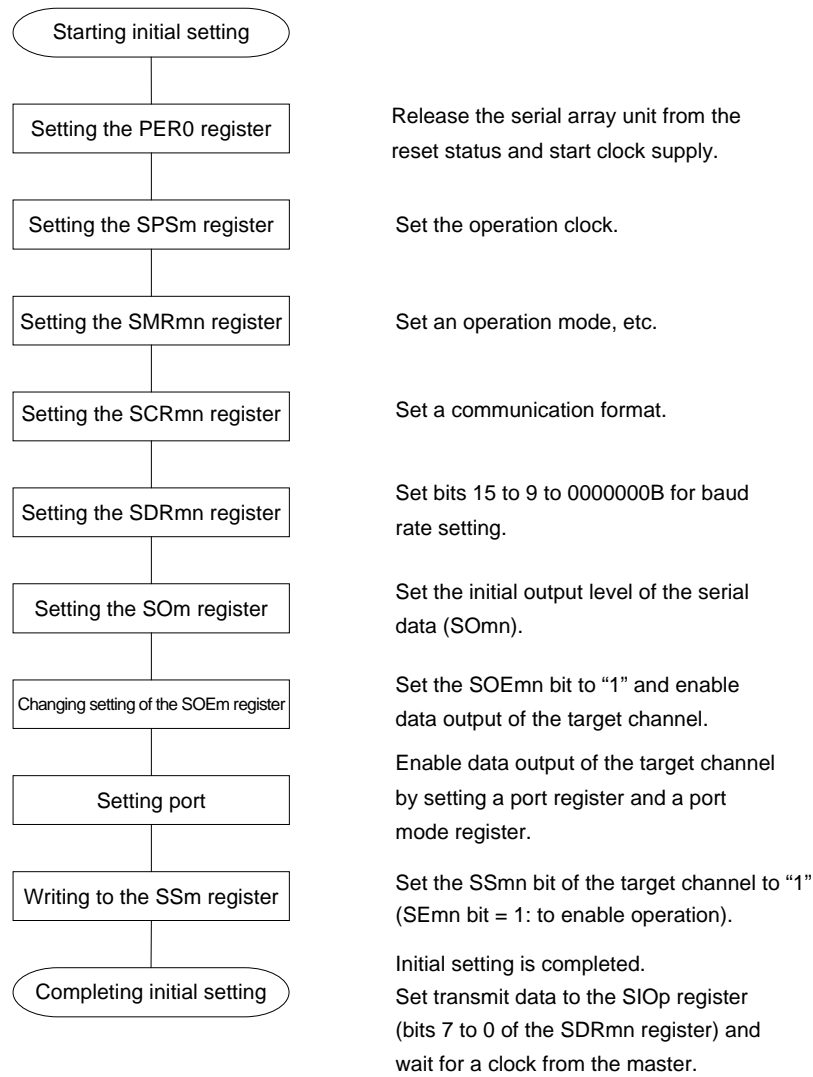 Starting initial setting
Setting the PER0 register
Release the serial array unit from the
reset status and start clock supply.
Setting the SPSm register
Set the operation clock.
Setting the SMRmn register
Set an operation mode, etc.
Setting the SCRmn register
Set a communication format.
Setting the SDRmn register
Set bits 15 to 9 to 0000000B for baud
rate setting.
Setting the SOm register
Set the initial output level of the serial
data (SOmn).
Changing setting of the SOEm register
Set the SOEmn bit to “1” and enable
data output of the target channel.
Setting port
Enable data output of the target channel
by setting a port register and a port
mode register.
Writing to the SSm register
Set the SSmn bit of the target channel to “1”
(SEmn bit = 1: to enable operation).
Completing initial setting
Initial setting is completed.
Set transmit data to the SIOp register
(bits 7 to 0 of the SDRmn register) and
wait for a clock from the master.